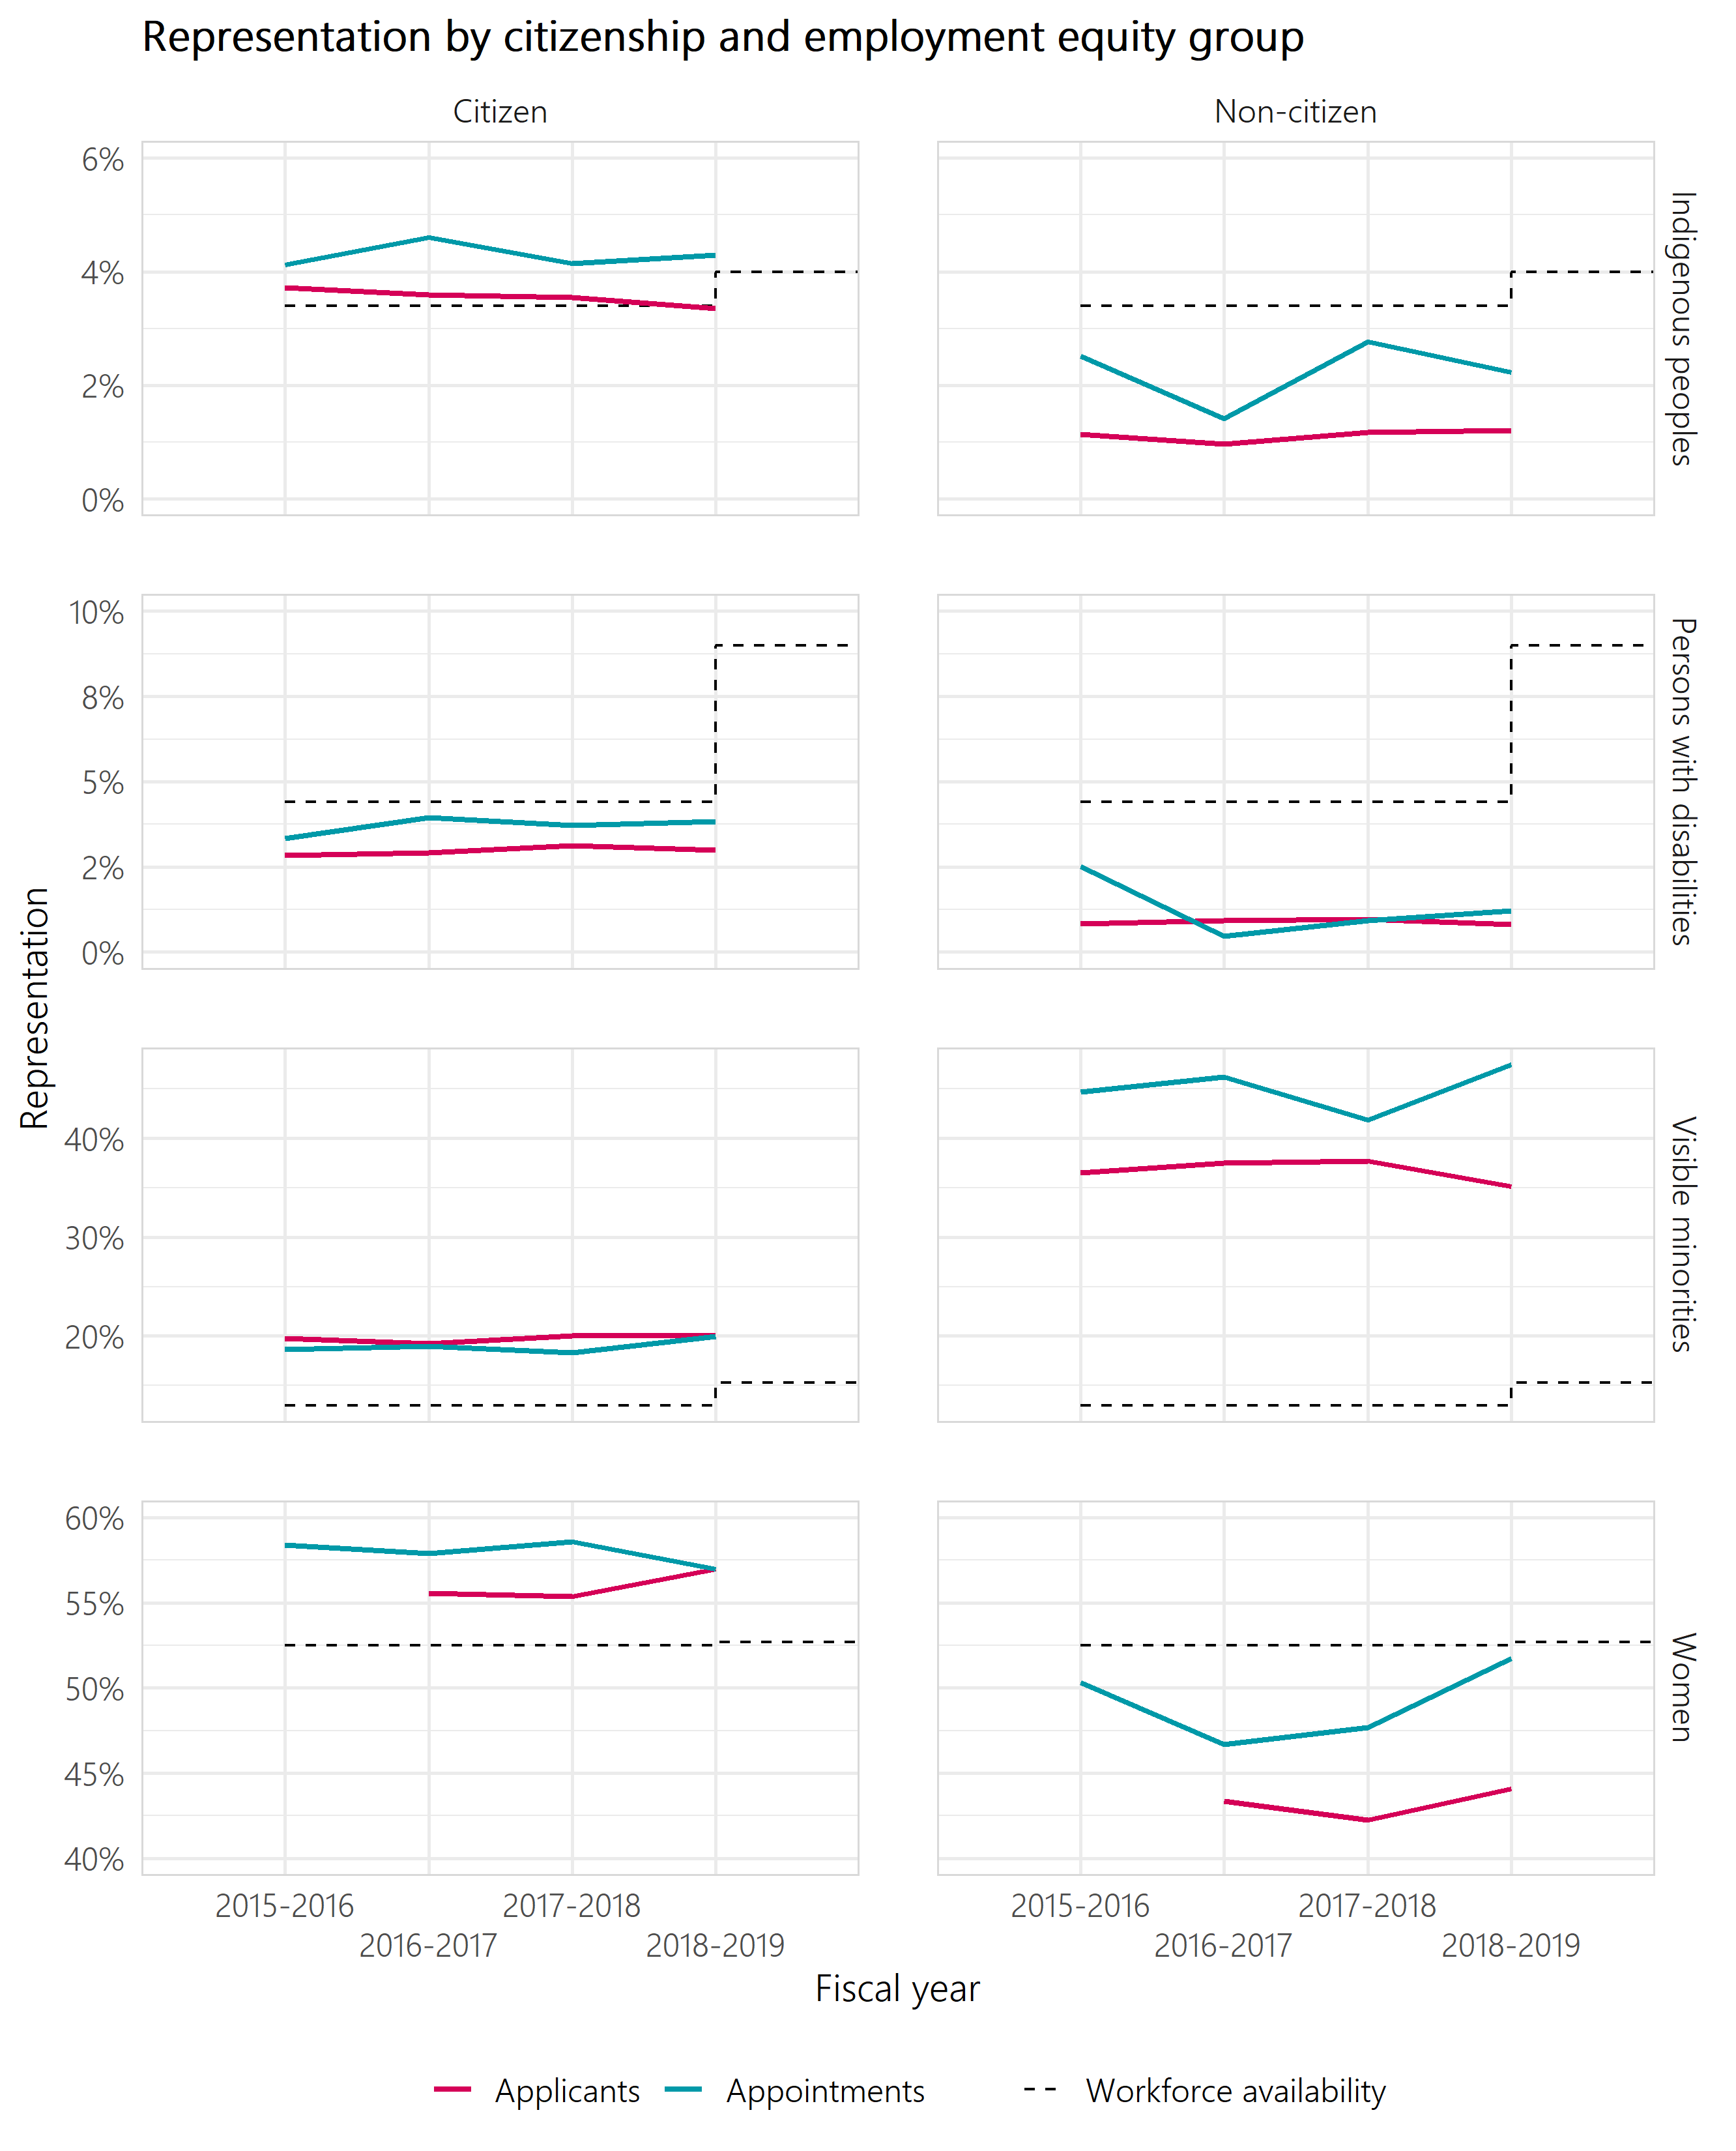 Representation by citizenship and employment equity group
Citizen
Non-citizen
6%
4%
2%
0%
Indigenous peoples
10%
8%
5%
2%
0%
Persons with disabilities
Representation
40%
30%
20%
Visible minorities
60%
55%
50%
45%
40%
Women
2015-2016
2017-2018
2015-2016
2017-2018
2016-2017
2018-2019
2016-2017
2018-2019
Fiscal year
Applicants
Appointments
Workforce availability